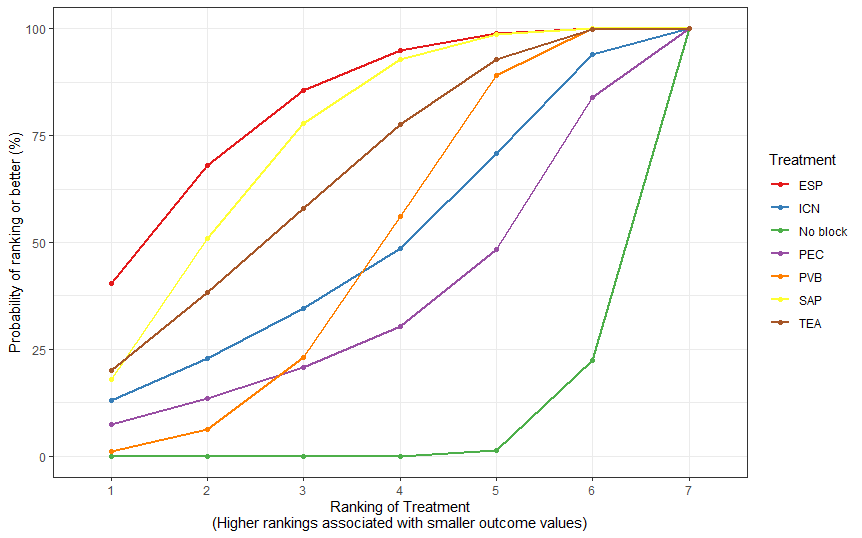 Probability of ranking or better (%)
100
75
50
25
0
1 2 3 4 5 6 7
Ranking of Treatment
(Higher rankings associated with smaller outcome values)
Treatment
ESP
ICN
No block
PEC
PVB
SAP
TEA